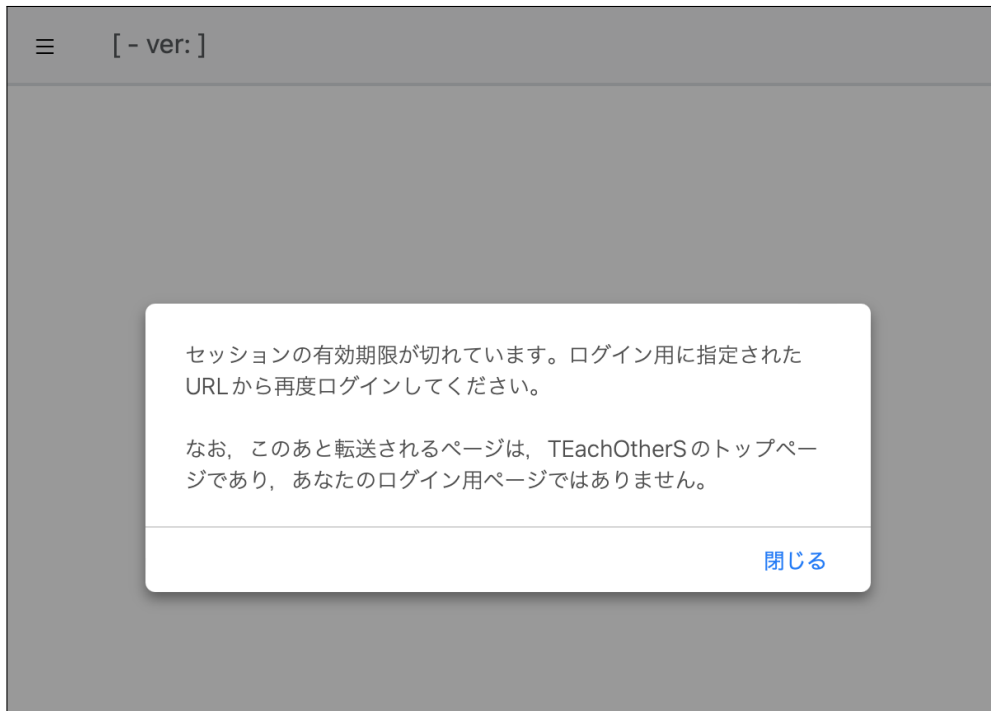 [ - ver: ]
セッションの有効期限が切れています。ログイン用に指定された
URLから再度ログインしてください。
なお，このあと転送されるページは，TEachOtherSのトップペー
ジであり，あなたのログイン用ページではありません。
閉じる